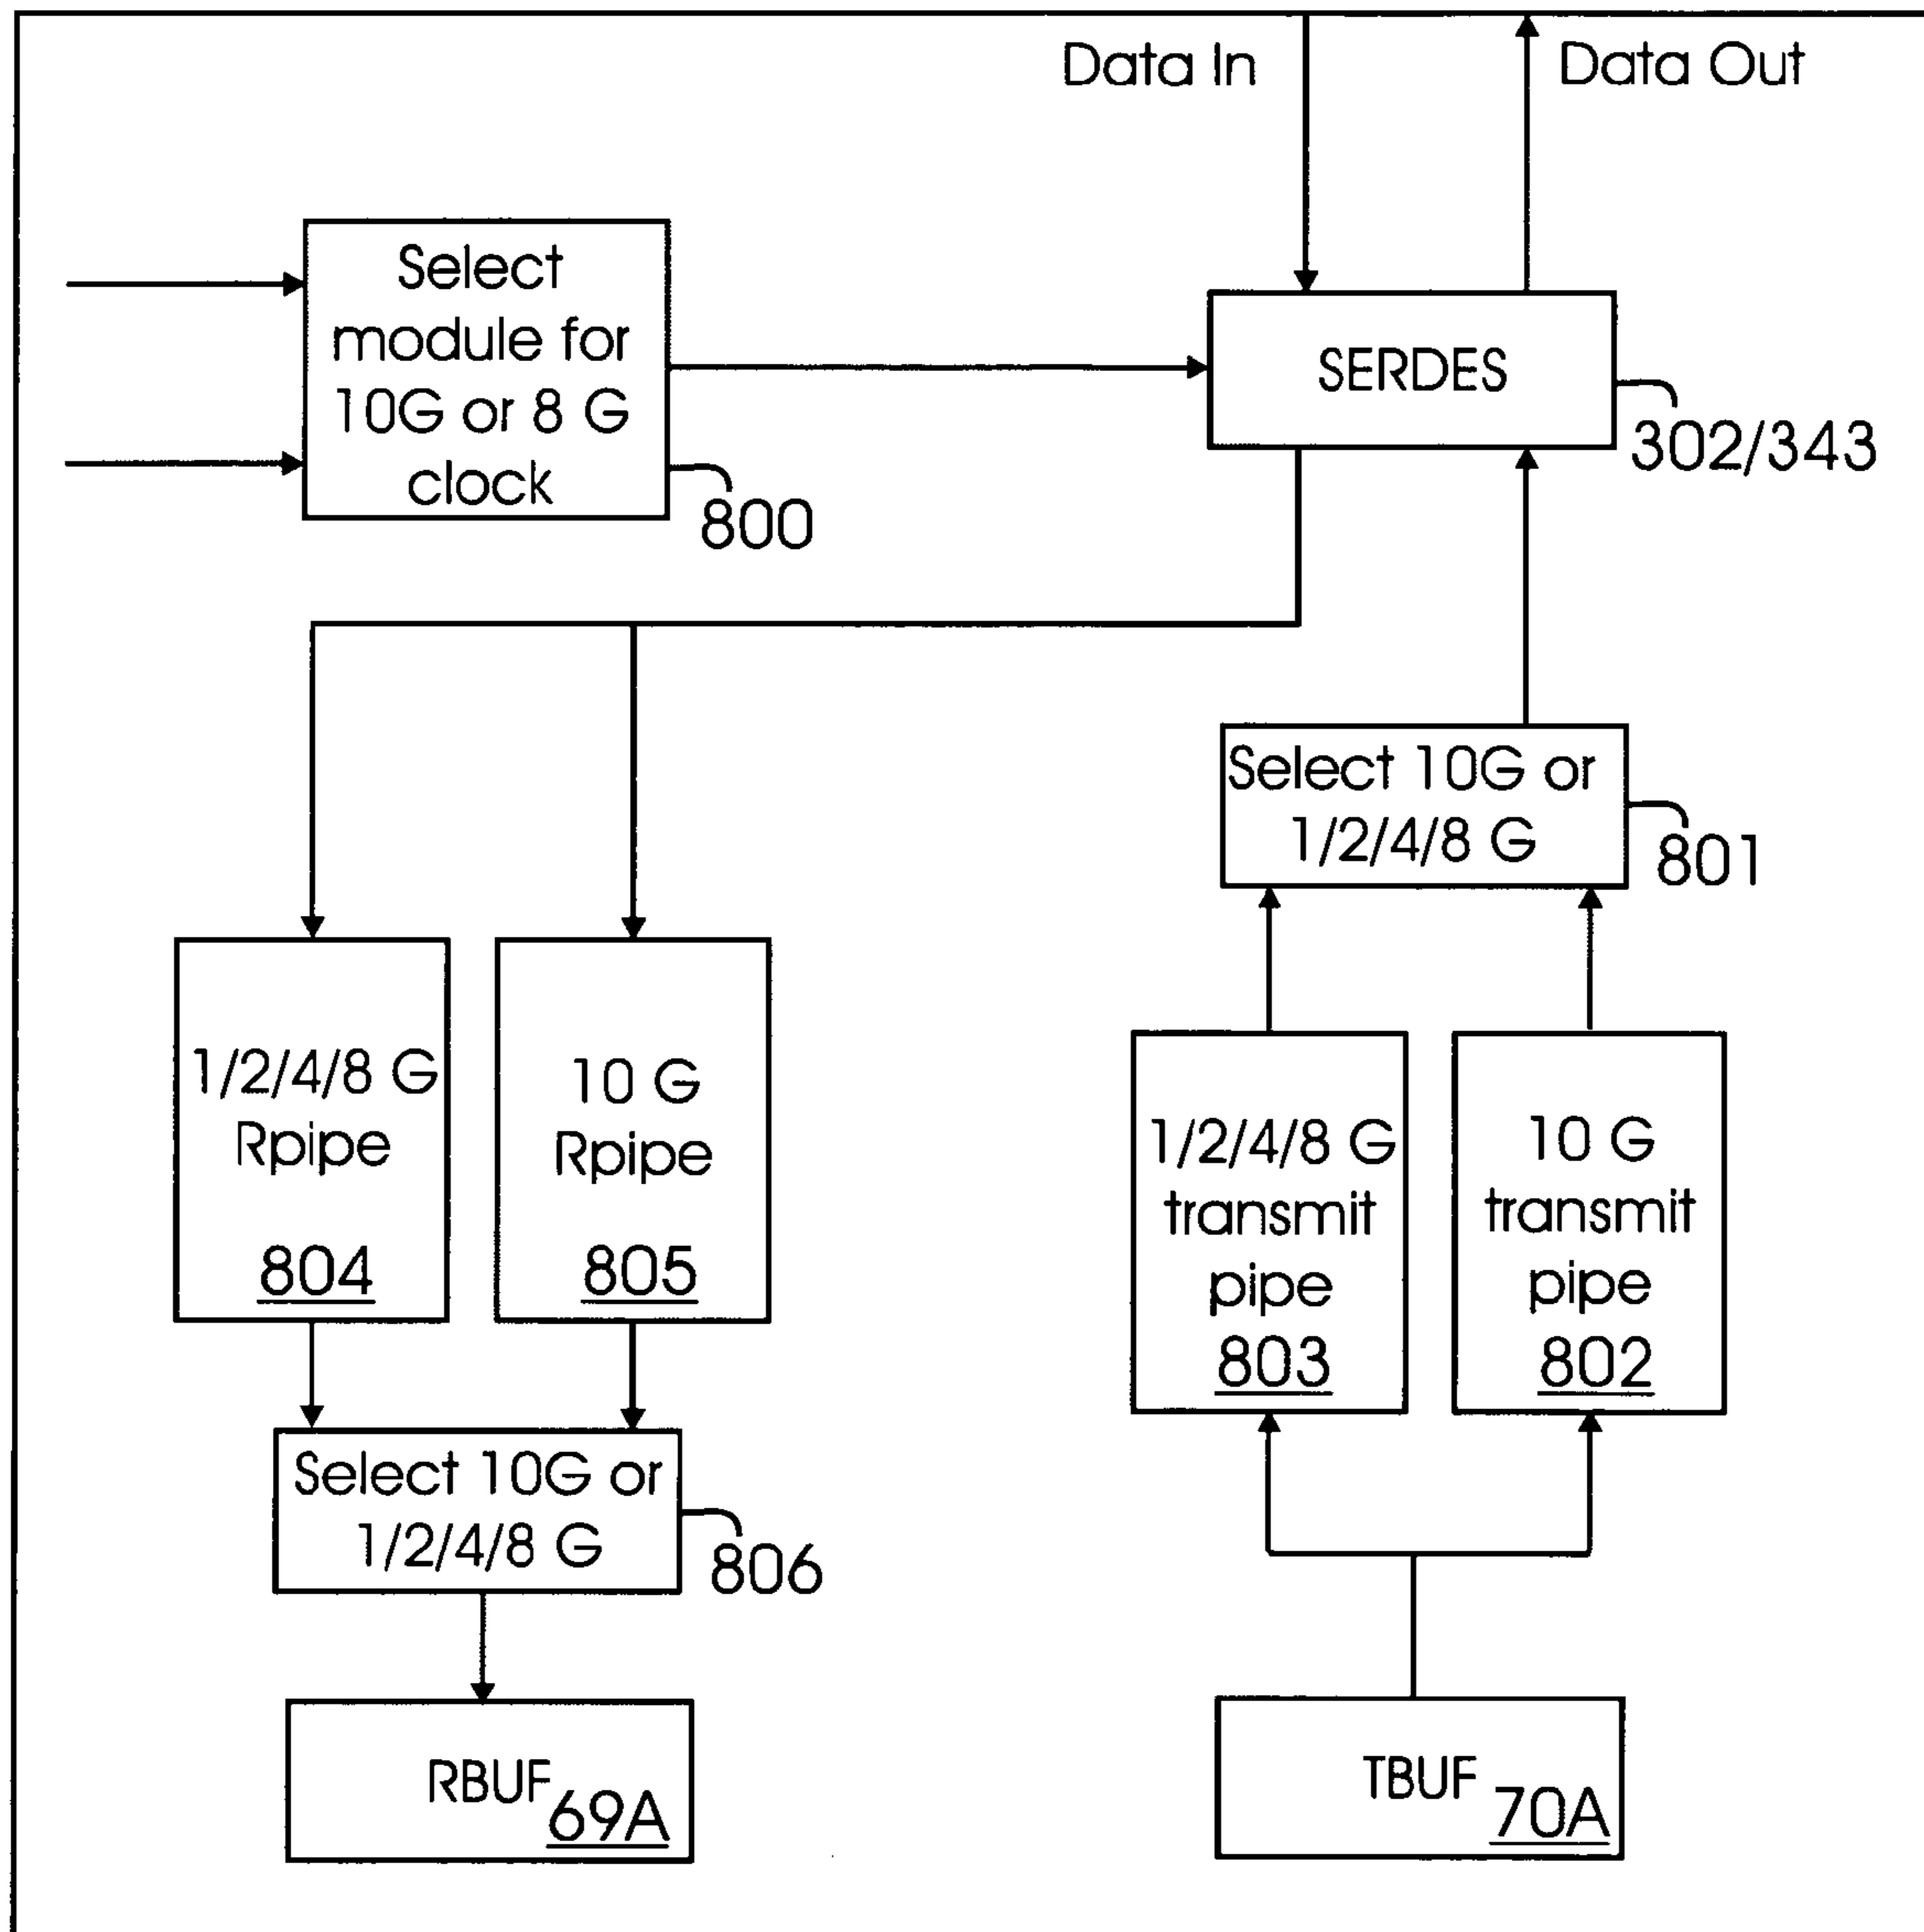 Data In
Data Out
Select
module for
10G or 8 G
clock
800
SERDES
302/343
Select 10G or
1/2/4/8 G
801
1/2/4/8 G
Rpipe
804
10 G
Rpipe
805
1/2/4/8 G
transmit
pipe
803
10 G
transmit
pipe
802
Select 10G or
1/2/4/8 G
806
RBUF 69A
TBUF 70A